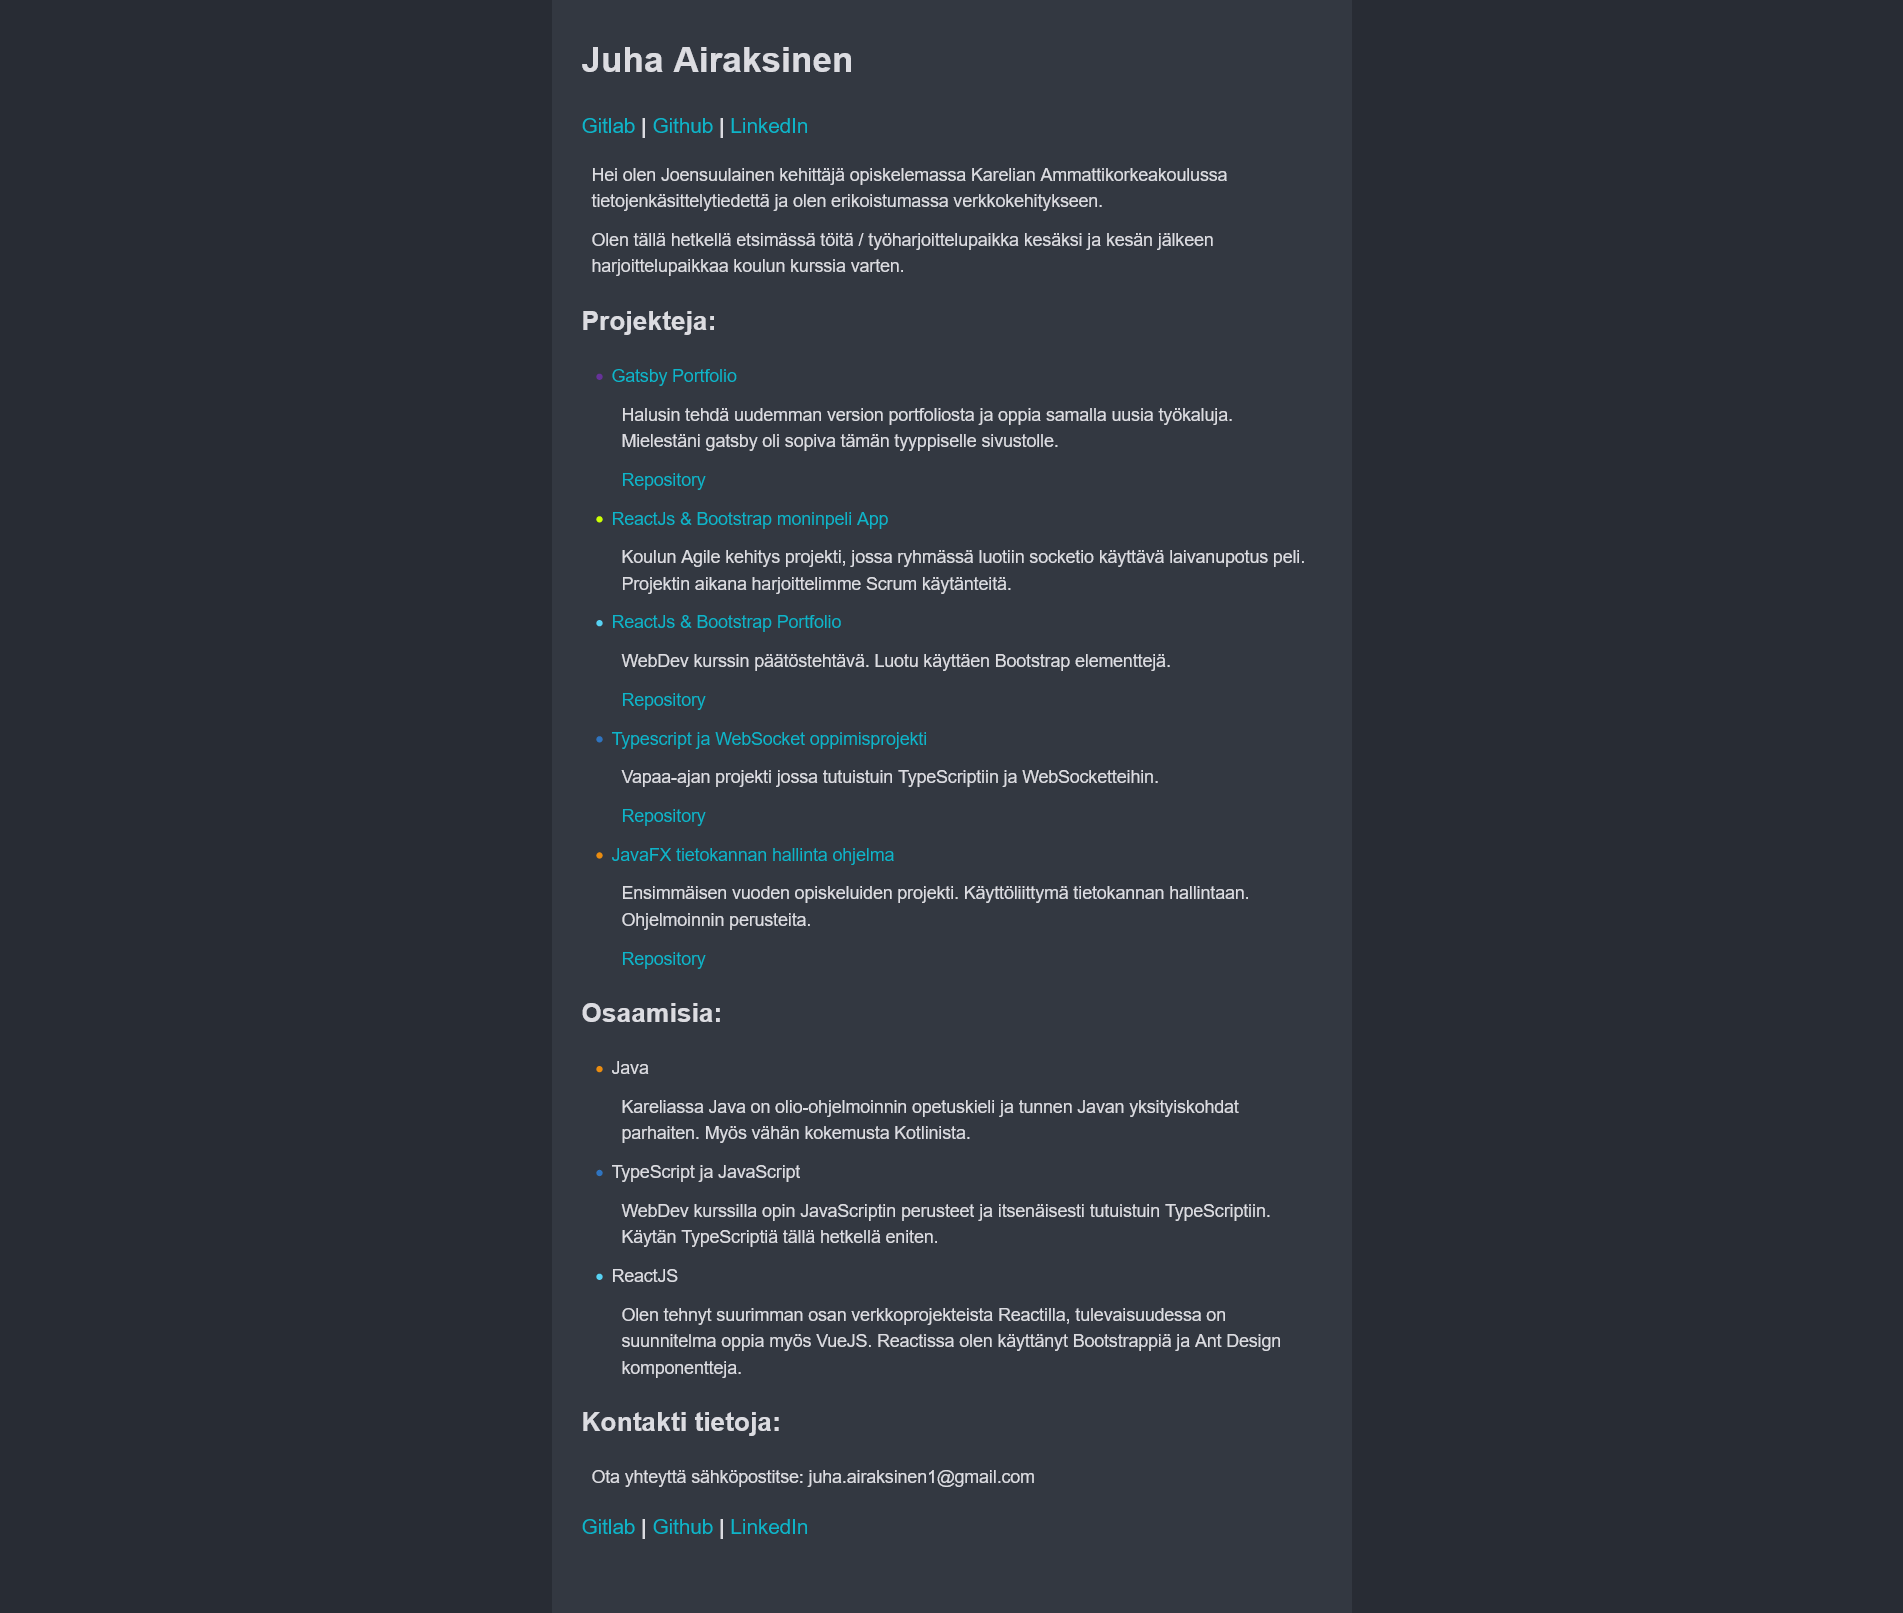 Juha Airaksinen
Gitlab | Github | LinkedIn
Hei olen Joensuulainen kehittäjä opiskelemassa Karelian Ammattikorkeakoulussa
tietojenkäsittelytiedettä ja olen erikoistumassa verkkokehitykseen.
Olen tällä hetkellä etsimässä töitä / työharjoittelupaikka kesäksi ja kesän jälkeen
harjoittelupaikkaa koulun kurssia varten.
Projekteja:
• Gatsby Portfolio
Halusin tehdä uudemman version portfoliosta ja oppia samalla uusia työkaluja.
Mielestäni gatsby oli sopiva tämän tyyppiselle sivustolle.
Repository
• ReactJs & Bootstrap moninpeli App
Koulun Agile kehitys projekti, jossa ryhmässä luotiin socketio käyttävä laivanupotus peli.
Projektin aikana harjoittelimme Scrum käytänteitä.
• ReactJs & Bootstrap Portfolio
WebDev kurssin päätöstehtävä. Luotu käyttäen Bootstrap elementtejä.
Repository
• Typescript ja WebSocket oppimisprojekti
Vapaa-ajan projekti jossa tutuistuin TypeScriptiin ja WebSocketteihin.
Repository
• JavaFX tietokannan hallinta ohjelma
Ensimmäisen vuoden opiskeluiden projekti. Käyttöliittymä tietokannan hallintaan.
Ohjelmoinnin perusteita.
Repository
Osaamisia:
• Java
Kareliassa Java on olio-ohjelmoinnin opetuskieli ja tunnen Javan yksityiskohdat
parhaiten. Myös vähän kokemusta Kotlinista.
• TypeScript ja JavaScript
WebDev kurssilla opin JavaScriptin perusteet ja itsenäisesti tutuistuin TypeScriptiin.
Käytän TypeScriptiä tällä hetkellä eniten.
• ReactJS
Olen tehnyt suurimman osan verkkoprojekteista Reactilla, tulevaisuudessa on
suunnitelma oppia myös VueJS. Reactissa olen käyttänyt Bootstrappiä ja Ant Design
komponentteja.
Kontakti tietoja:
Ota yhteyttä sähköpostitse: juha.airaksinen1@gmail.com
Gitlab | Github | LinkedIn